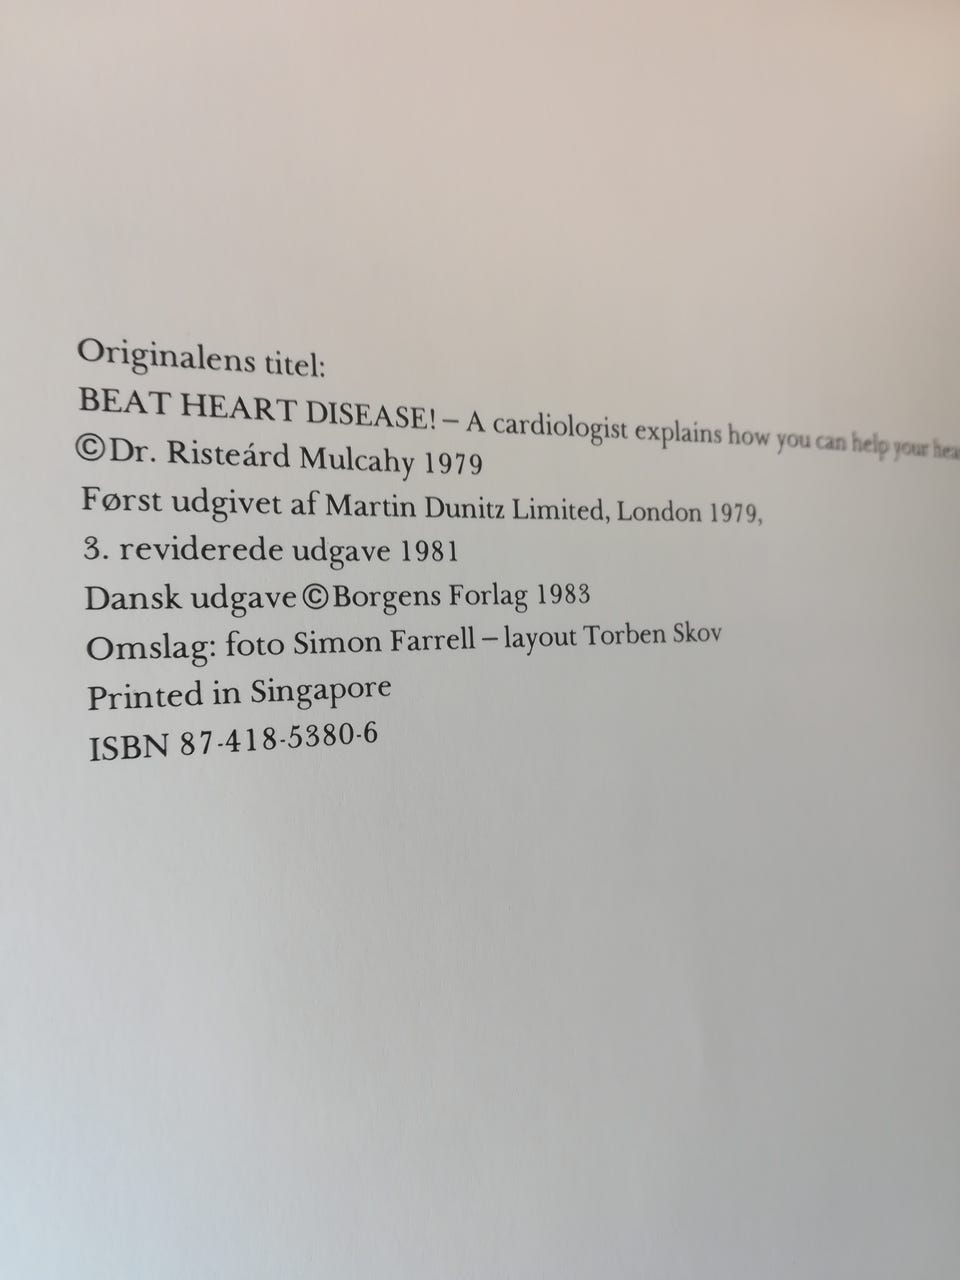 Originalens titel:
BEAT HEART DISEASE! – A cardiologist explains how you can help your
© Dr. Risteárd Mulcahy 1979
Først udgivet af Martin Dunitz Limited, London 1979,
3. reviderede udgave 1981
Dansk udgave © Borgens Forlag 1983
Omslag: foto Simon Farrell – layout Torben Skov
Printed in Singapore
ISBN 87-418-5380-6